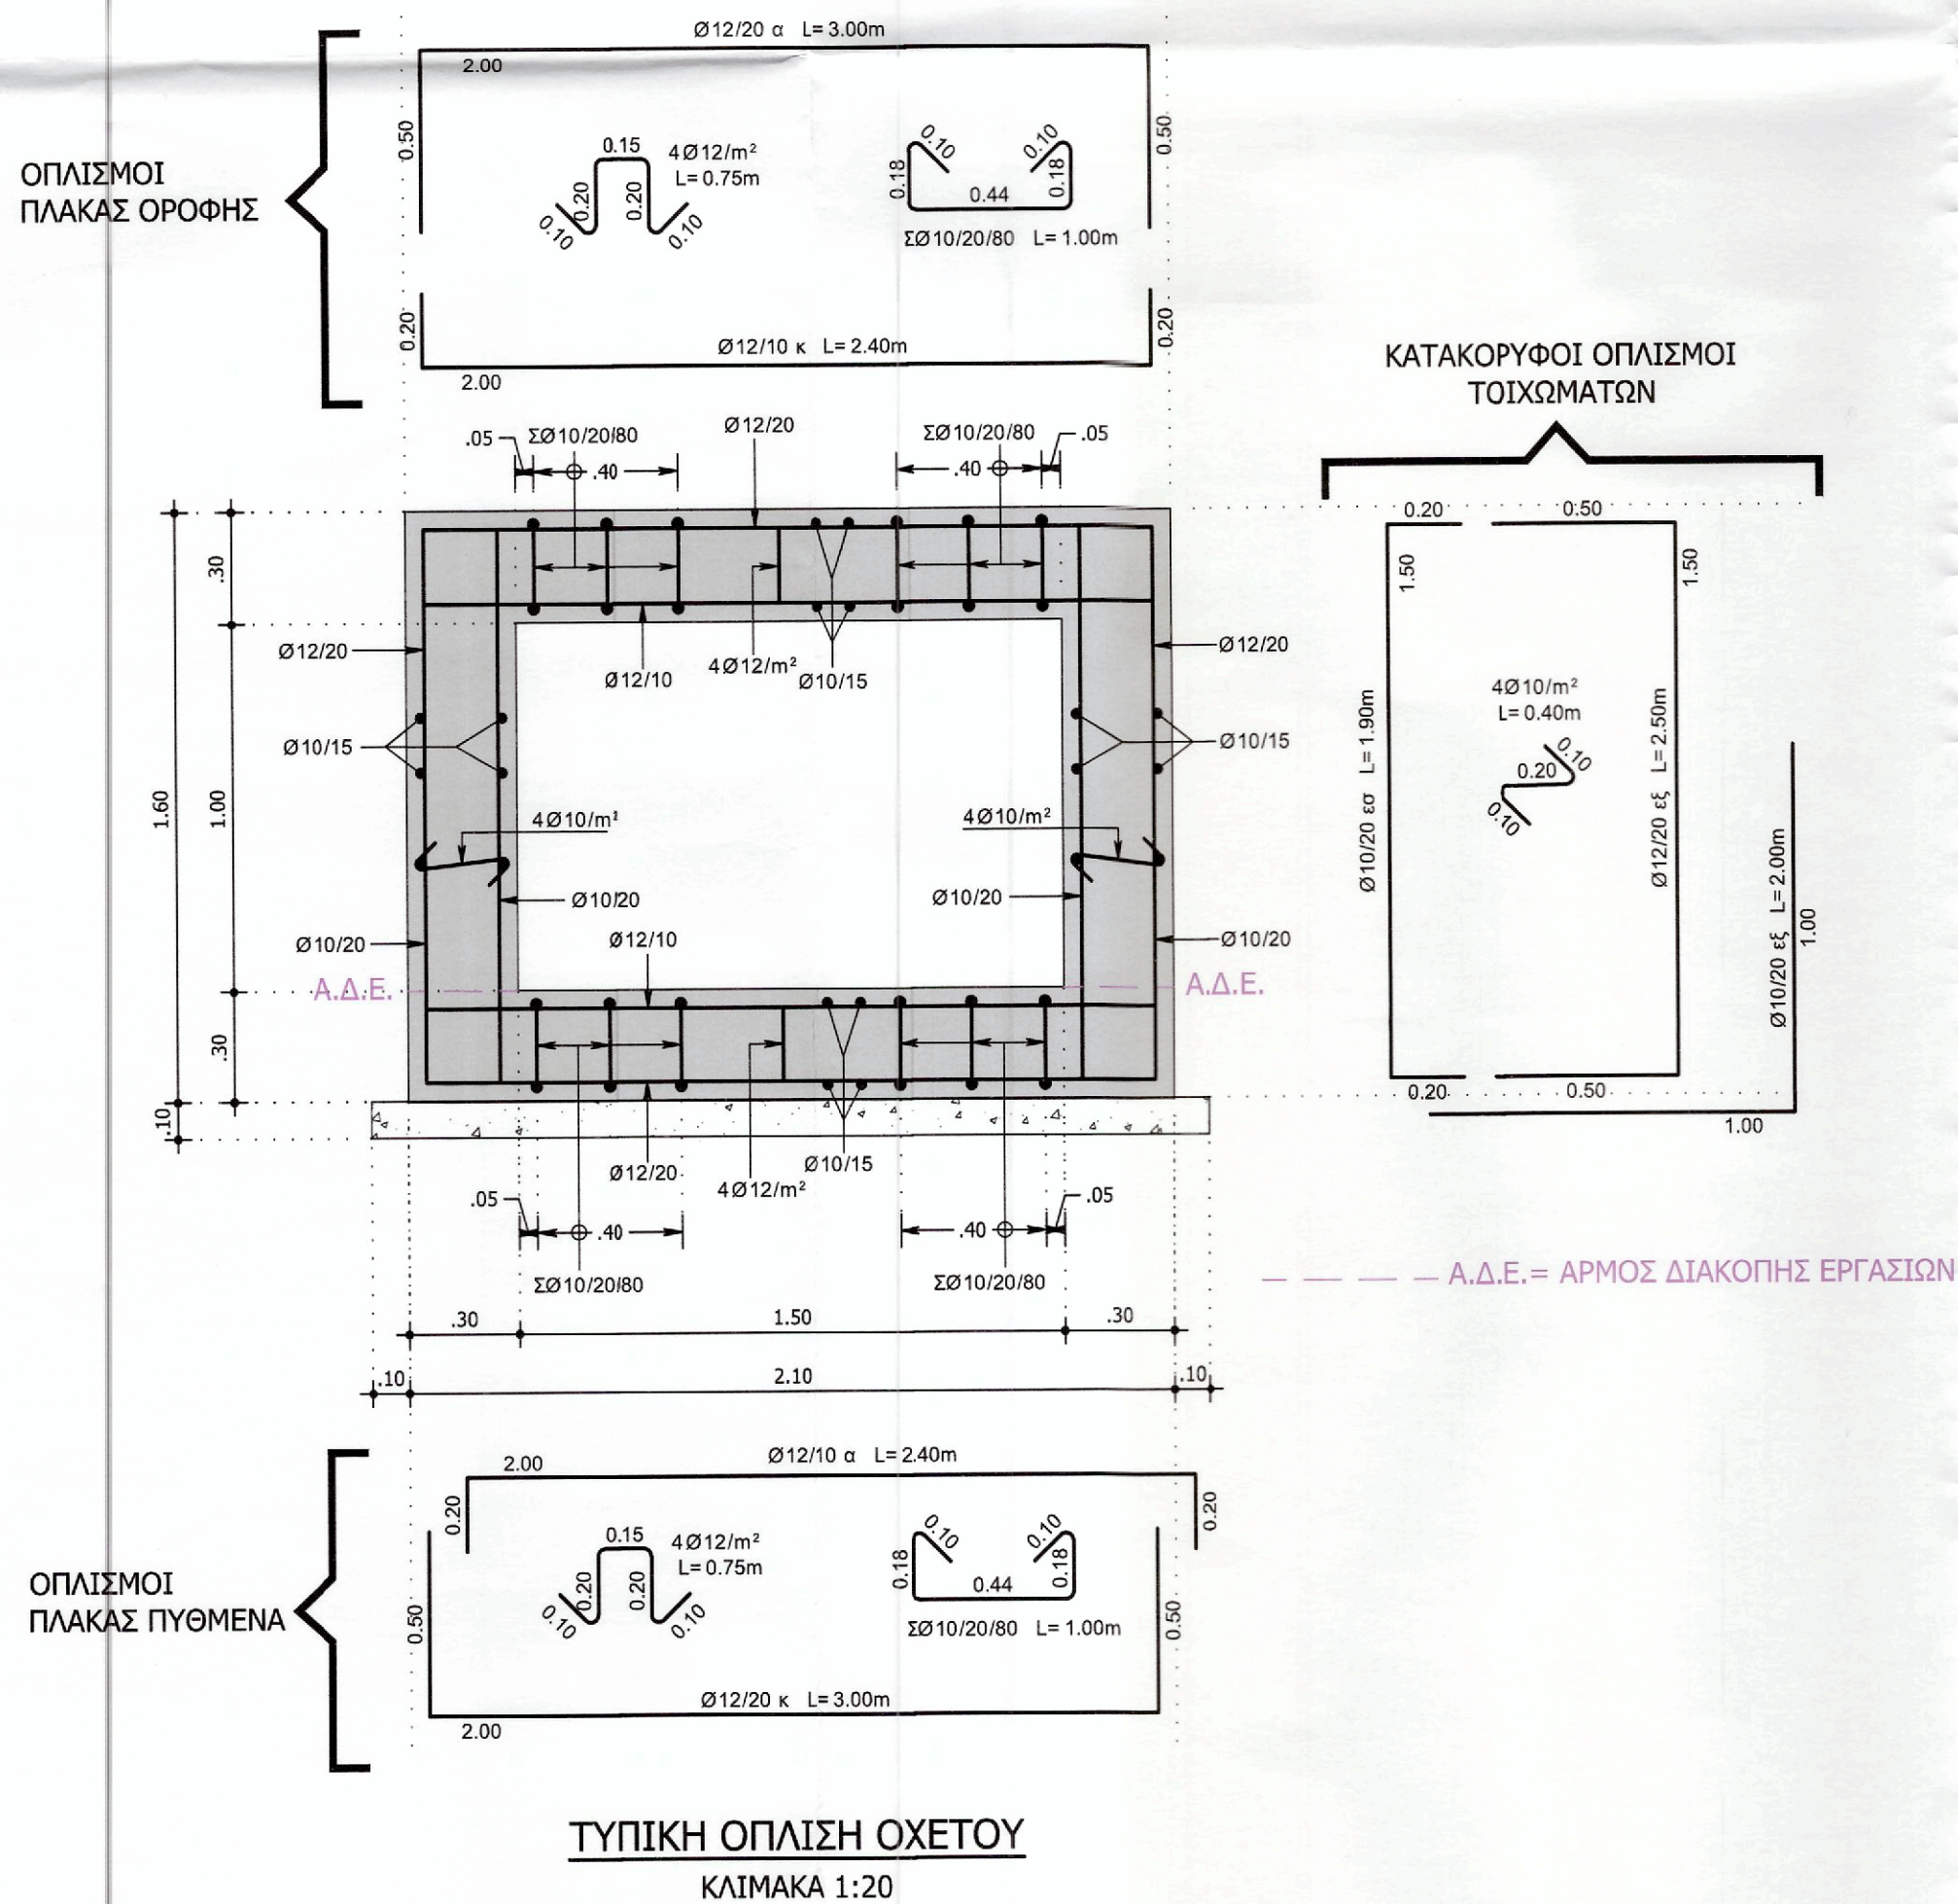 Ø12/20 α L= 3.00m
2.00
0.50
0.50
ΟΠΛΙΣΜΟΙ
ΠΛΑΚΑΣ ΟΡΟΦΗΣ
0.15
4Ø12/m²
L= 0.75m
0.20
0.20
0.10
0.10
0.10
0.10
0.18
0.18
0.44
ΣØ10/20/80 L= 1.00m
0.20
0.20
Ø12/10 κ L= 2.40m
2.00
ΚΑΤΑΚΟΡΥΦΟΙ ΟΠΛΙΣΜΟΙ
ΤΟΙΧΩΜΑΤΩΝ
.05
ΣØ10/20/80
.40
Ø12/20
ΣØ10/20/80
.40
.05
.30
1.00
1.60
.30
.10
Ø12/20
Ø12/10
4Ø12/m²
Ø10/15
Ø12/20
Ø10/15
Ø10/15
4Ø10/m²
4Ø10/m²
Ø10/20
Ø10/20
Ø10/20
Ø12/10
Ø10/20
Α.Δ.Ε.
Α.Δ.Ε.
0.20
0.50
1.50
1.50
4Ø10/m²
L= 0.40m
0.10
0.20
0.10
Ø10/20 εσ L= 1.90m
Ø12/20 εξ L= 2.50m
Ø10/20 εξ L= 2.00m
1.00
0.20
0.50
1.00
Ø12/20
4Ø12/m²
Ø10/15
.05
.40
ΣØ10/20/80
.40
.05
ΣØ10/20/80
Α.Δ.Ε.= ΑΡΜΟΣ ΔΙΑΚΟΠΗΣ ΕΡΓΑΣΙΩΝ
.30
1.50
.30
.10
2.10
.10
Ø12/10 α L= 2.40m
2.00
0.20
0.20
ΟΠΛΙΣΜΟΙ
ΠΛΑΚΑΣ ΠΥΘΜΕΝΑ
0.15
4Ø12/m²
L= 0.75m
0.20
0.20
0.10
0.10
0.10
0.10
0.18
0.18
0.44
ΣØ10/20/80 L= 1.00m
0.50
0.50
Ø12/20 κ L= 3.00m
2.00
ΤΥΠΙΚΗ ΟΠΛΙΣΗ ΟΧΕΤΟΥ
ΚΛΙΜΑΚΑ 1:20